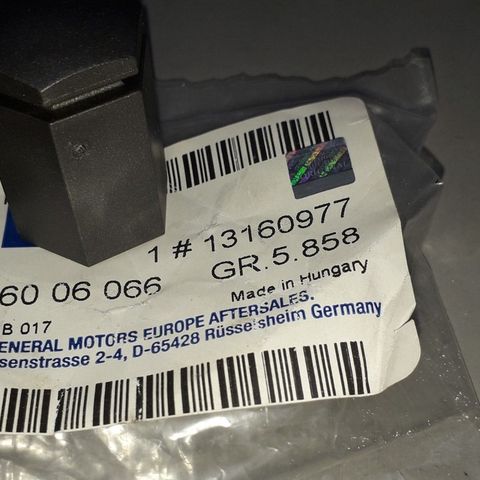 1 # 13160977
60 06 066 GR.5.858
B 017 Made in Hungary
ENERAL MOTORS EUROPE AFTERSALES.
senstrasse 2-4, D-65428 Rüsselsheim Germany